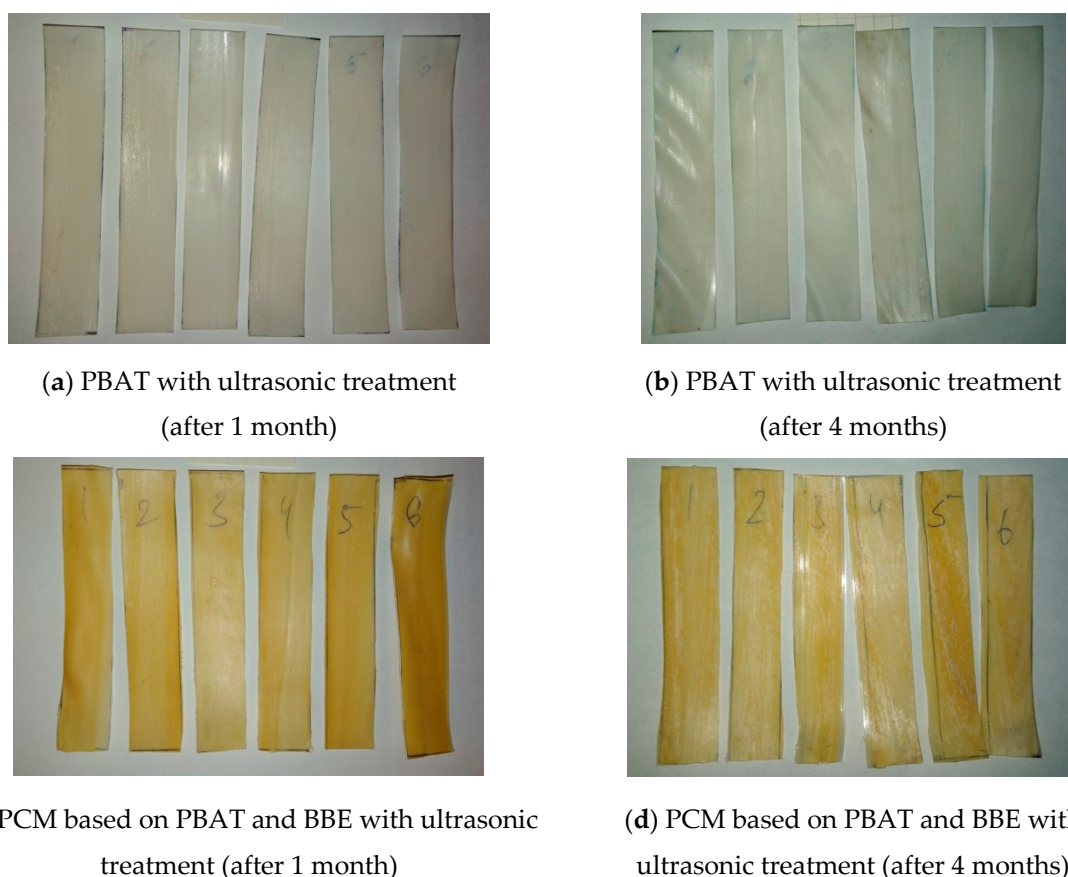 5 6
(a) PBAT with ultrasonic treatment
(after 1 month)
(b) PBAT with ultrasonic treatment
(after 4 months)
1 2 3 4 5 6
1 2 3 4 5 6
PCM based on PBAT and BBE with ultrasonic
treatment (after 1 month)
(d) PCM based on PBAT and BBE with
ultrasonic treatment (after 4 months)